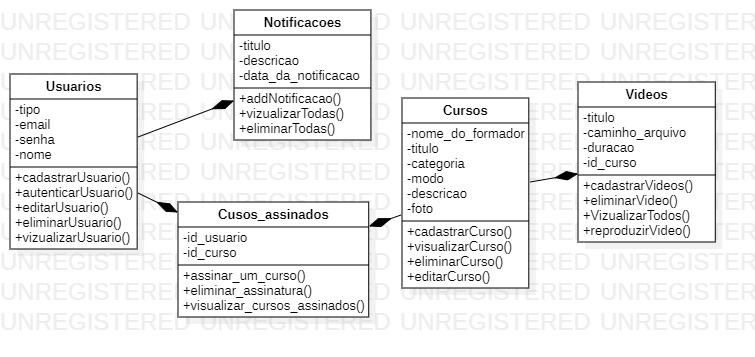 UNREGISTERED UNREGISTERED UNREGISTERED UNREGISTERED
Notificacoes
-titulo
-descricao
-data_da_notificacao
+addNotificacao()
+vizualizarTodas()
+eliminarTodas()
Usuarios
-tipo
-email
-senha
-nome
+cadastrarUsuario()
+autenticarUsuario()
+editarUsuario()
+eliminarUsuario()
+vizualizarUsuario()
Cusos_assinados
-id_usuario
-id_curso
+assinar_um_curso()
+eliminar_assinatura()
+visualizar_cursos_assinados()
Cursos
-nome_do_formador
-titulo
-categoria
-modo
-descricao
-foto
+cadastrarCurso()
+visualizarCurso()
+eliminarCurso()
+editarCurso()
Videos
-titulo
-caminho_arquivo
-duracao
-id_curso
+cadastrarVideos()
+eliminarVideo()
+VizualizarTodos()
+reproduzirVideo()
UNREGISTERED UNREGISTERED UNREGISTERED UNREGISTERED